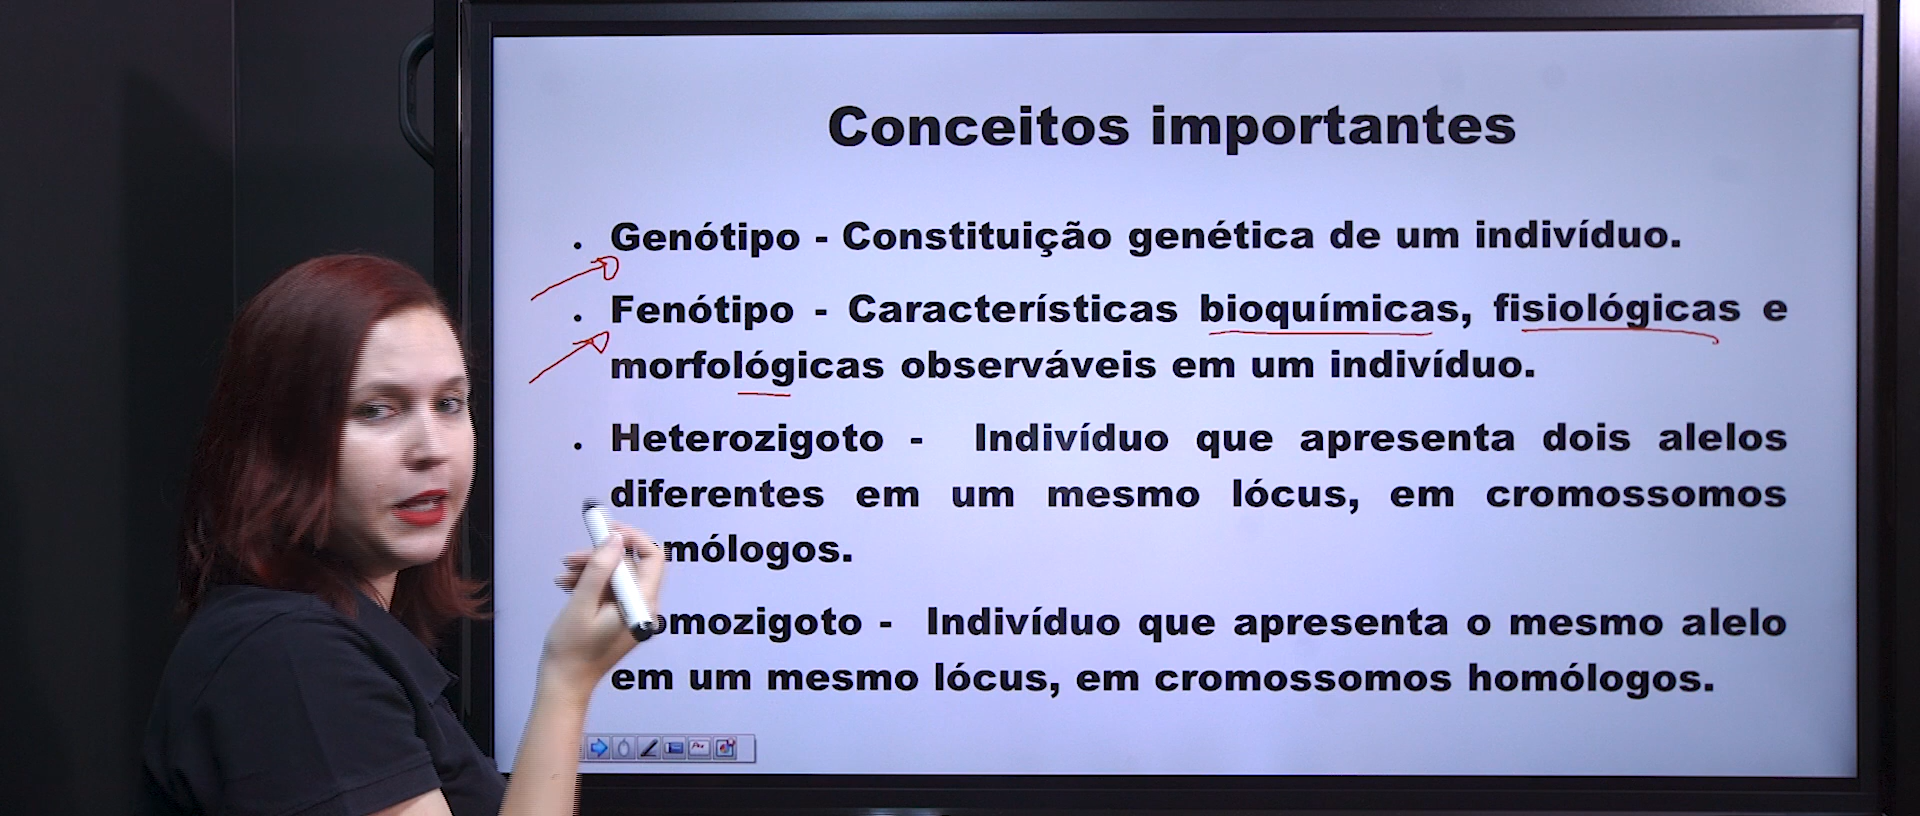 Conceitos importantes
. Genótipo - Constituição genética de um indivíduo.
. Fenótipo - Características bioquímicas, fisiológicas e
morfológicas observáveis em um indivíduo.
. Heterozigoto - Indivíduo que apresenta dois alelos
diferentes em um mesmo lócus, em cromossomos
mólogos.
omozigoto - Indivíduo que apresenta o mesmo alelo
em um mesmo lócus, em cromossomos homólogos.